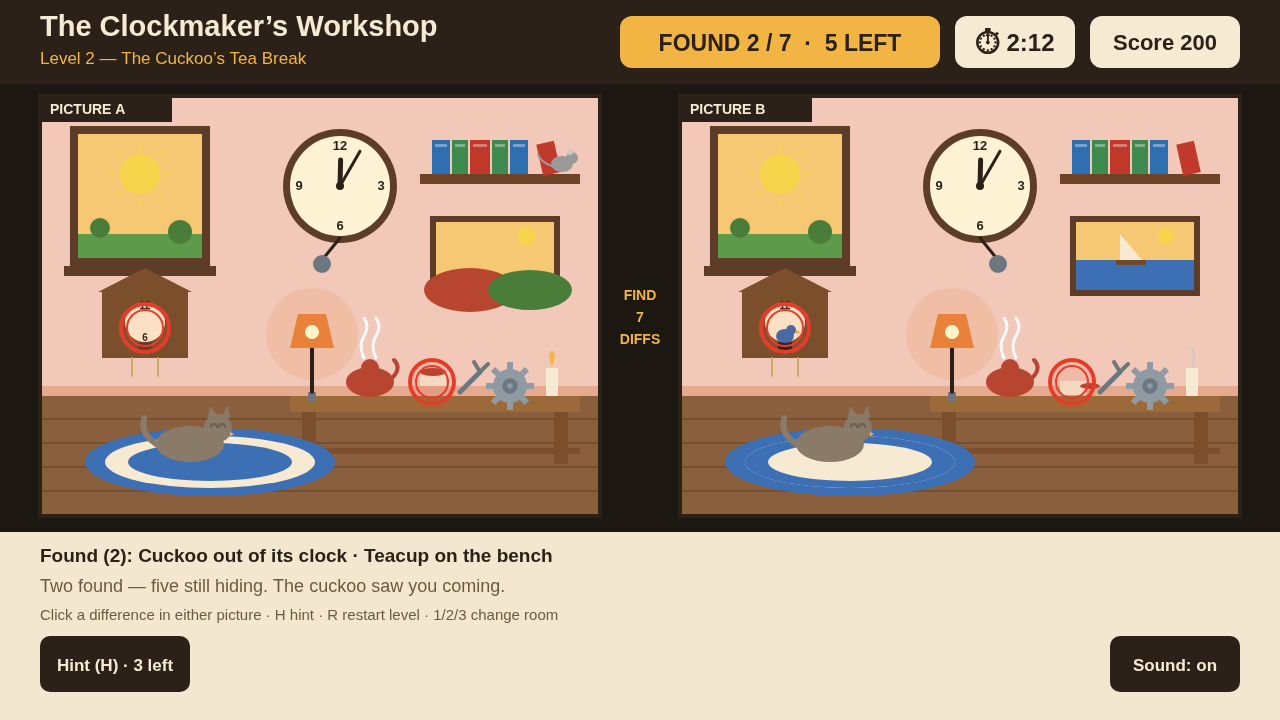 The Clockmaker’s Workshop
Level 2 — The Cuckoo’s Tea Break
FOUND 2 / 7 · 5 LEFT
2:12
Score 200
PICTURE A
PICTURE B
12
9 3
6
12
9 3
6
12
6
12
FIND
7
DIFFS
Found (2): Cuckoo out of its clock · Teacup on the bench
Two found — five still hiding. The cuckoo saw you coming.
Click a difference in either picture · H hint · R restart level · 1/2/3 change room
Hint (H) · 3 left
Sound: on